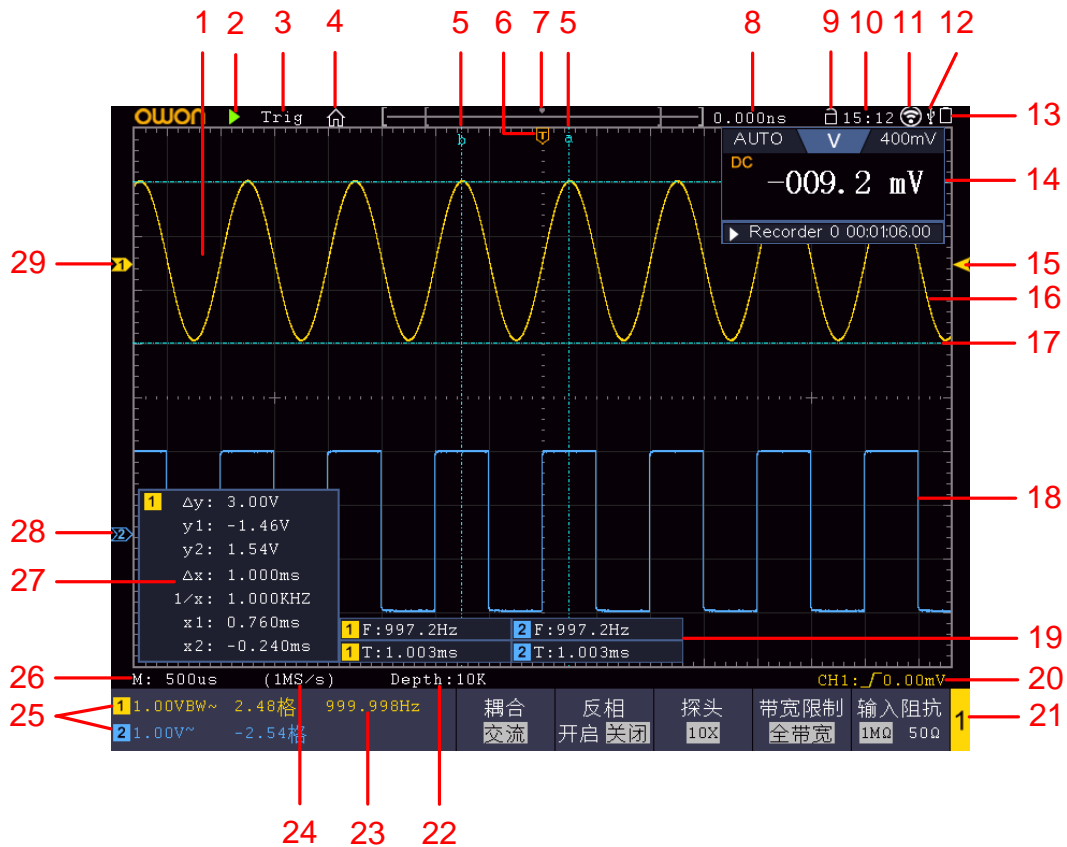 1 2 3 4 5 6 7 5 8 9 10 11 12
owon Trig T 0.000ns 15:12
13
b a
AUTO V 400mV
DC
-009.2 mV
14
Recorder 0 00:01:06.00
29 1
15
16
17
18
1 Δy: 3.00V
y1: -1.46V
28 2
y2: 1.54V
27
Δx: 1.000ms
1/x: 1.000KHZ
x1: 0.760ms
x2: -0.240ms
1 F:997.2Hz 2 F:997.2Hz
19
1 T:1.003ms 2 T:1.003ms
26
M: 500us (1MS/s) Depth:10K CH1: 0.00mV
20
25
1 1.00VBW~ 2.48格 999.998Hz
2 1.00V~ -2.54格
耦合
交流
反相
开启 关闭
探头
10X
带宽限制
全带宽
输入阻抗
1MΩ 50Ω
1
21
24 23 22